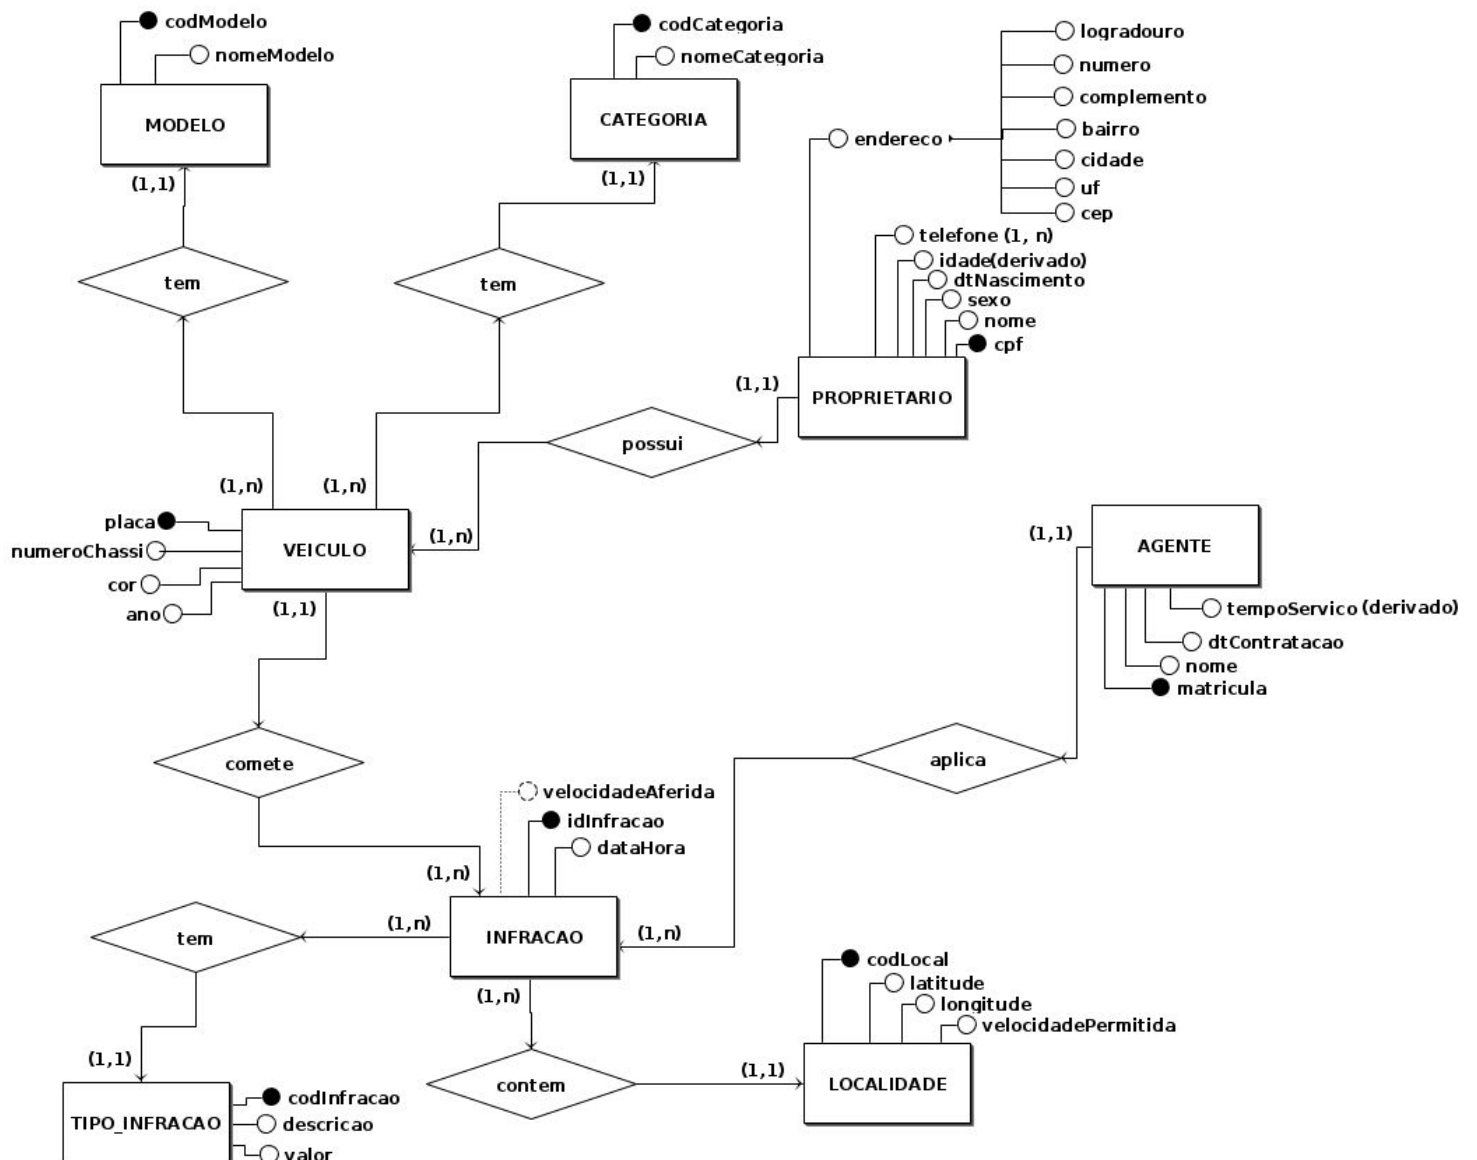 codModelo
nomeModelo
MODELO
(1,1)
tem
codCategoria
nomeCategoria
CATEGORIA
(1,1)
tem
logradouro
numero
complemento
bairro
cidade
uf
cep
endereco
telefone (1, n)
idade(derivado)
dtNascimento
sexo
nome
cpf
(1,1)
PROPRIETARIO
possui
(1,n)
(1,n)
(1,n)
placa
numeroChassi
cor
ano
VEICULO
(1,1)
(1,1)
AGENTE
tempoServico (derivado)
dtContratacao
nome
matricula
comete
aplica
velocidadeAferida
idInfracao
dataHora
(1,n)
(1,n)
INFRACAO
(1,n)
tem
(1,n)
codLocal
latitude
longitude
velocidadePermitida
(1,1)
contem
(1,1)
LOCALIDADE
TIPO_INFRACAO
codInfracao
descricao
valor